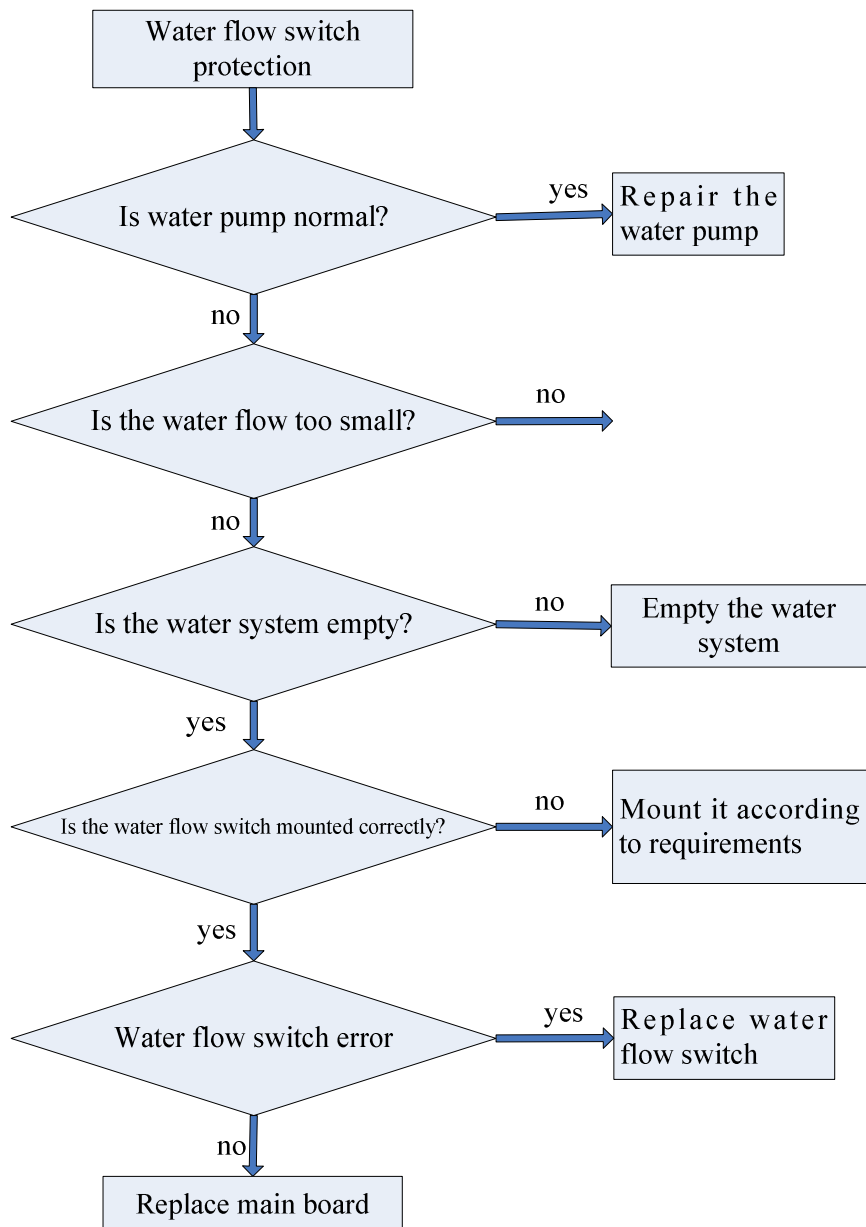 Water flow switch
protection
Is water pump normal?
yes
Repair the
water pump
no
Is the water flow too small?
no
no
Is the water system empty?
no
Empty the water
system
yes
Is the water flow switch mounted correctly?
no
Mount it according
to requirements
yes
Water flow switch error
yes
Replace water
flow switch
no
Replace main board